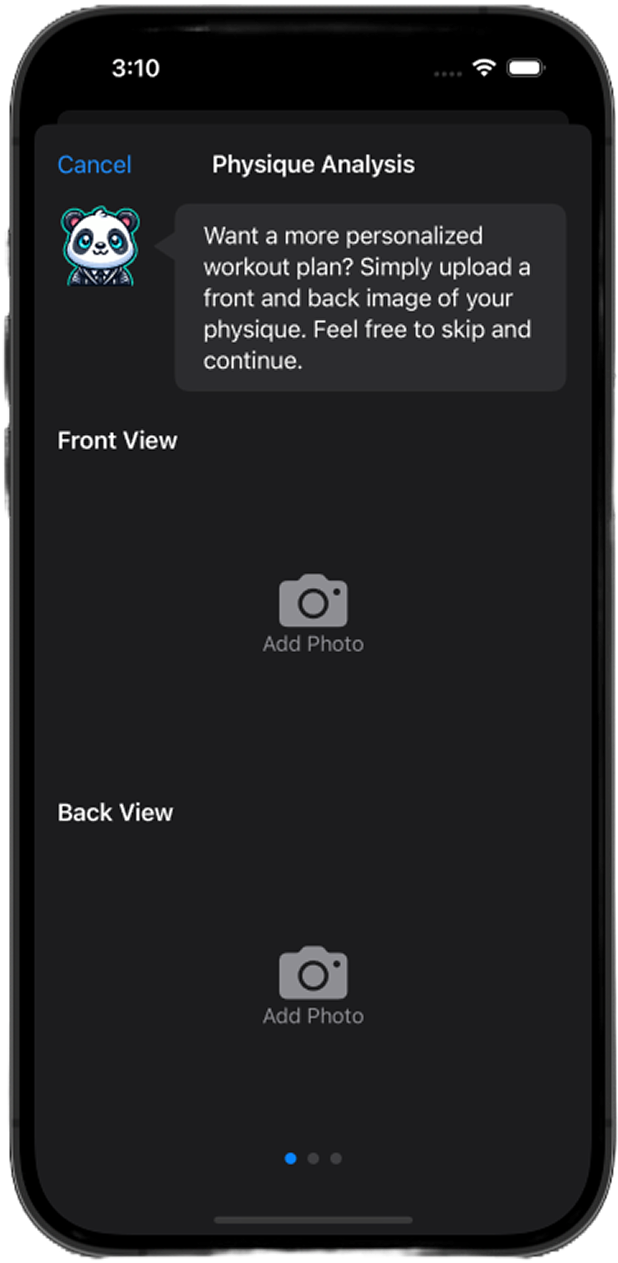 3:10
Cancel
Physique Analysis
Want a more personalized
workout plan? Simply upload a
front and back image of your
physique. Feel free to skip and
continue.
Front View
Add Photo
Back View
Add Photo